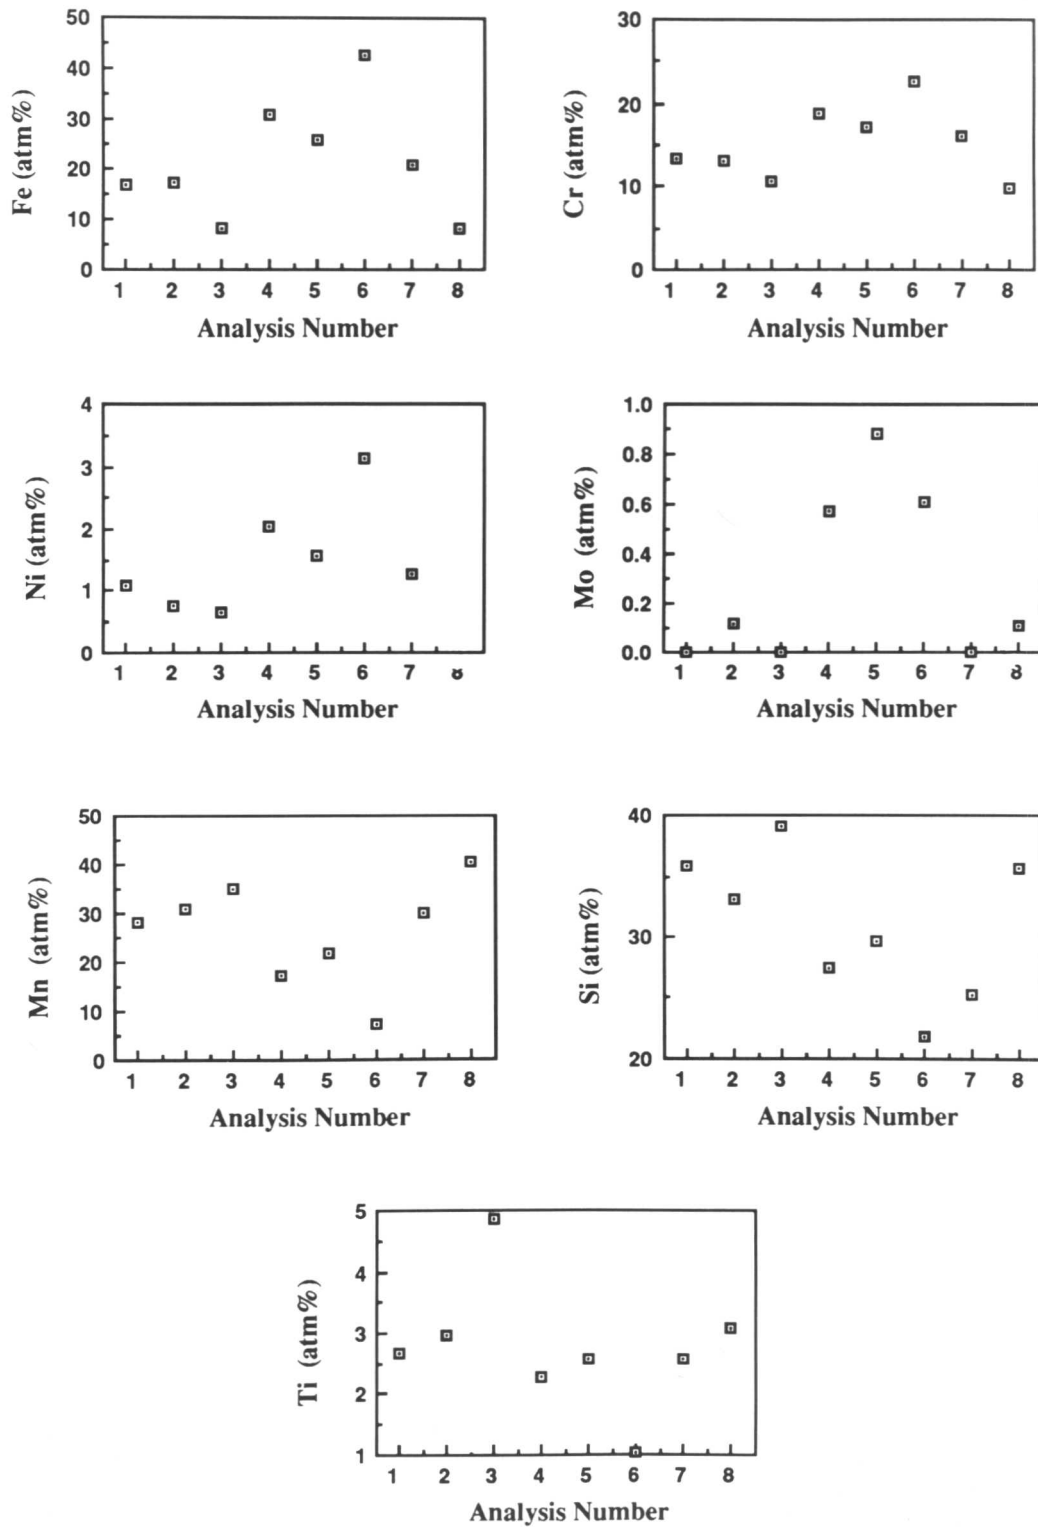 50
40
30
20
10
0
Fe (atm%)
1 2 3 4 5 6 7 8
Analysis Number
30
20
10
0
Cr (atm%)
1 2 3 4 5 6 7 8
Analysis Number
4
3
2
1
0
Ni (atm%)
1 2 3 4 5 6 7 8
Analysis Number
1.0
0.8
0.6
0.4
0.2
0.0
Mo (atm%)
1 2 3 4 5 6 7 8
Analysis Number
50
40
30
20
10
0
Mn (atm%)
1 2 3 4 5 6 7 8
Analysis Number
40
30
20
Si (atm%)
1 2 3 4 5 6 7 8
Analysis Number
5
4
3
2
1
Ti (atm%)
1 2 3 4 5 6 7 8
Analysis Number